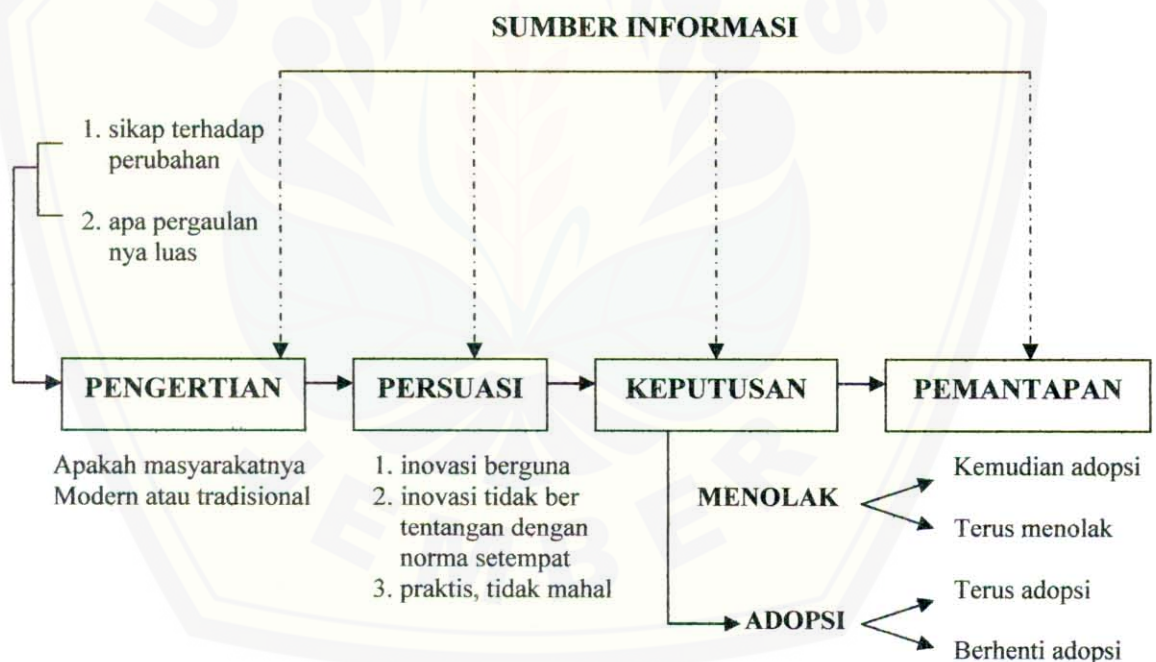 SUMBER INFORMASI
1. sikap terhadap
perubahan
2. apa pergaulan
nya luas
PENGERTIAN
PERSUASI
KEPUTUSAN
PEMANTAPAN
Apakah masyarakatnya
Modern atau tradisional
1. inovasi berguna
2. inovasi tidak ber
tentangan dengan
norma setempat
3. praktis, tidak mahal
MENOLAK
Kemudian adopsi
Terus menolak
ADOPSI
Terus adopsi
Berhenti adopsi